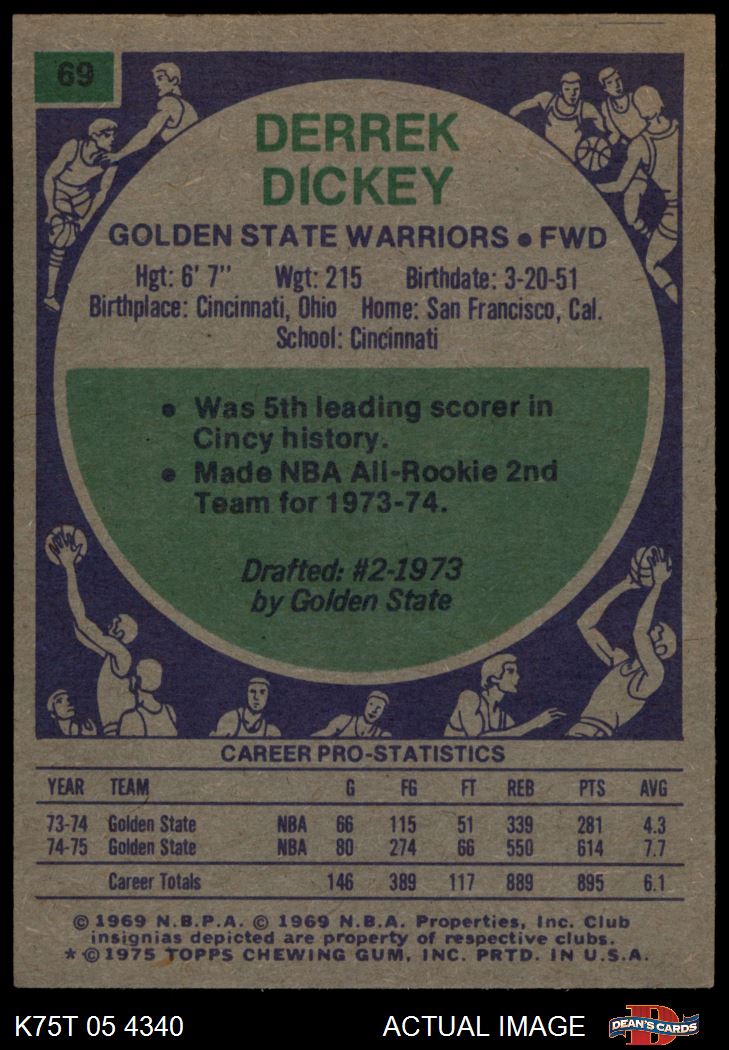 69
DERREK
DICKEY
GOLDEN STATE WARRIORS • FWD
Hgt: 6' 7" Wgt: 215 Birthdate: 3-20-51
Birthplace: Cincinnati, Ohio Home: San Francisco, Cal.
School: Cincinnati
• Was 5th leading scorer in
Cincy history.
• Made NBA All-Rookie 2nd
Team for 1973-74.
Drafted: #2-1973
by Golden State
CAREER PRO-STATISTICS
YEAR TEAM G FG FT REB PTS AVG
73-74 Golden State NBA 66 115 51 339 281 4.3
74-75 Golden State NBA 80 274 66 550 614 7.7
Career Totals 146 389 117 889 895 6.1
© 1969 N.B.P.A. © 1969 N.B.A. Properties, Inc. Club
insignias depicted are property of respective clubs.
* © 1975 TOPPS CHEWING GUM, INC. PRTD. IN U.S.A.
K75T 05 4340 ACTUAL IMAGE D DEAN'S CARDS